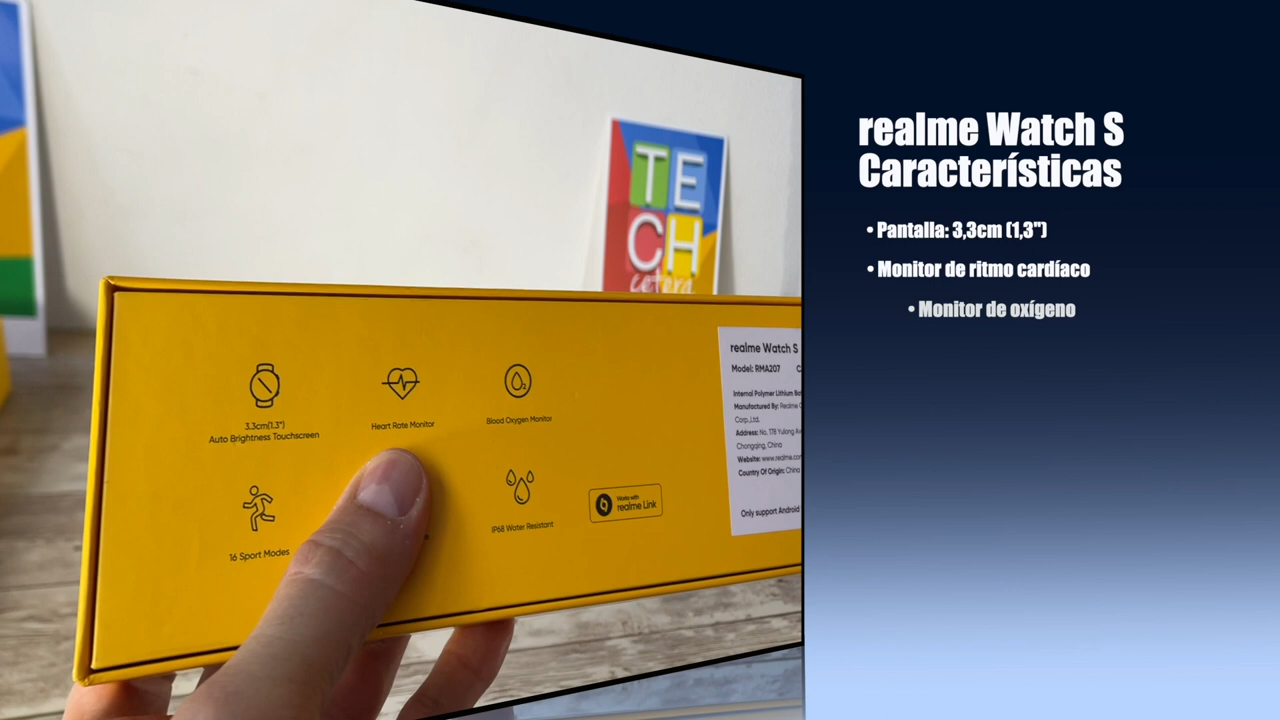 realme Watch S
Características
• Pantalla: 3,3cm (1,3")
• Monitor de ritmo cardíaco
• Monitor de oxígeno
TE
CH
cetera
3.3cm(1.3")
Auto Brightness Touchscreen
Heart Rate Monitor
Blood Oxygen Monitor
16 Sport Modes
IP68 Water Resistant
Works with
realme Link
realme Watch S
Model: RMA207
Internal Polymer Lithium
Manufactured By: Realme
Corp.,Ltd.
Address: No. 178 Yulong
Chongqing, China
Website: www.realme.com
Country Of Origin: China
Only support Android